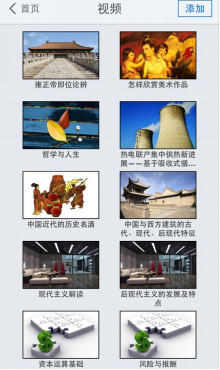 首页
视频
添加
雍正帝即位论辨
怎样欣赏美术作品
哲学与人生
热电联产集中供热新进
展——基于吸收式循...
中国近代的历史名酒
中国与西方建筑的古
代、现代、后现代特征
现代主义解读
后现代主义的发展及特
点
资本运算基础
风险与报酬